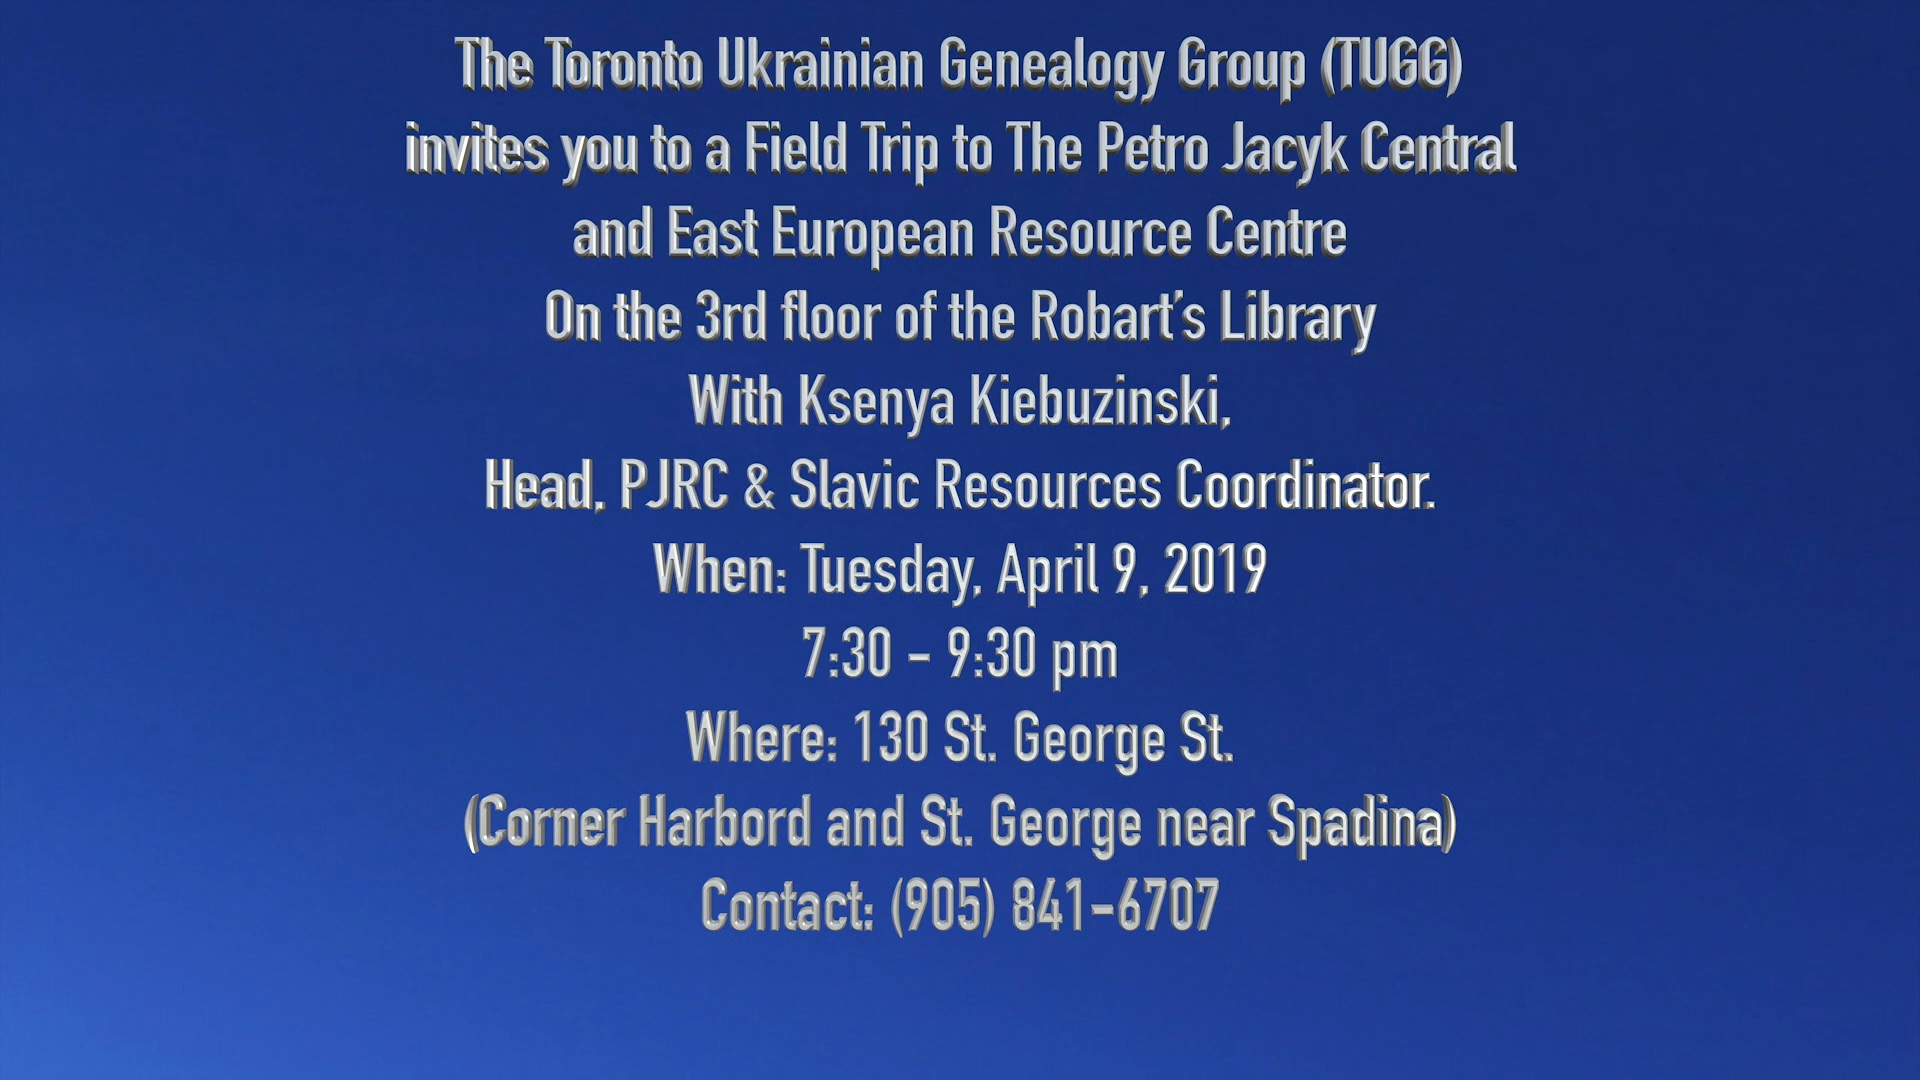 The Toronto Ukrainian Genealogy Group (TUGG)
invites you to a Field Trip to The Petro Jacyk Central
and East European Resource Centre
On the 3rd floor of the Robart’s Library
With Ksenya Kiebuzinski,
Head, PJRC & Slavic Resources Coordinator.
When: Tuesday, April 9, 2019
7:30 - 9:30 pm
Where: 130 St. George St.
(Corner Harbord and St. George near Spadina)
Contact: (905) 841-6707